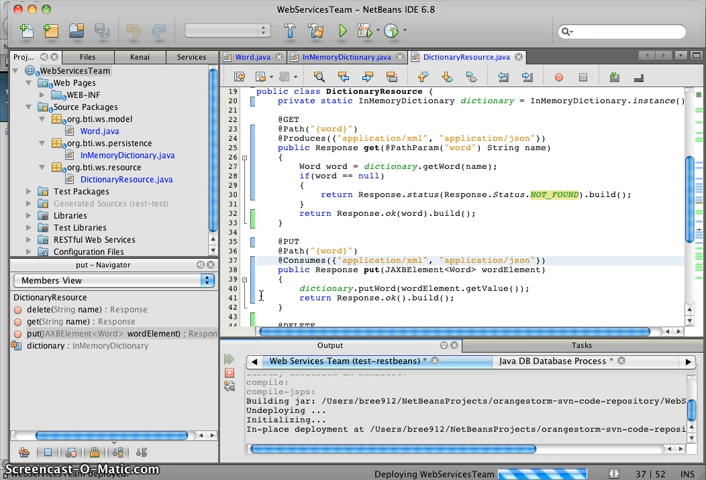 WebServicesTeam - NetBeans IDE 6.8
Files
Kenai
Services
WebServicesTeam
Web Pages
WEB-INF
Source Packages
org.bti.ws.model
Word.java
org.bti.ws.persistence
InMemoryDictionary.java
org.bti.ws.resource
DictionaryResource.java
Test Packages
Generated Sources (rest-test)
Libraries
Test Libraries
RESTful Web Services
Configuration Files
put - Navigator
Members View
DictionaryResource
delete(String name) : Response
get(String name) : Response
put(JAXBElement<Word> wordElement) : Respon
dictionary : InMemoryDictionary
Word.java
InMemoryDictionary.java
DictionaryResource.java
19 public class DictionaryResource {
20 private static InMemoryDictionary dictionary = InMemoryDictionary.instance()
21
22 @GET
23 @Path("{word}")
24 @Produces({"application/xml", "application/json"})
25 public Response get(@PathParam("word") String name)
26 {
27 Word word = dictionary.getWord(name);
28 if(word == null)
29 {
30 return Response.status(Response.Status.NOT_FOUND).build();
31 }
32 return Response.ok(word).build();
33 }
34
35 @PUT
36 @Path("{word}")
37 @Consumes({"application/xml", "application/json"})
38 public Response put(JAXBElement<Word> wordElement)
39 {
40 dictionary.putWord(wordElement.getValue());
41 return Response.ok().build();
42 }
43
44 @DELETE
Output
Tasks
Web Services Team (test-restbeans) *
Java DB Database Process *
compile:
compile-jsps:
Building jar: /Users/bree912/NetBeansProjects/orangestorm-svn-code-repository/WebS
Undeploying ...
Initializing...
In-place deployment at /Users/bree912/NetBeansProjects/orangestorm-svn-code-reposi
Screencast-O-Matic.com
Deploying WebServicesTeam
37 | 52
INS